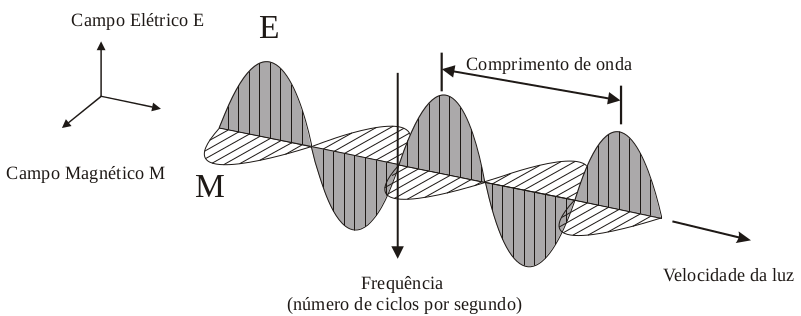 Campo Elétrico E
E
Comprimento de onda
Campo Magnético M
M
Velocidade da luz
Frequência
(número de ciclos por segundo)